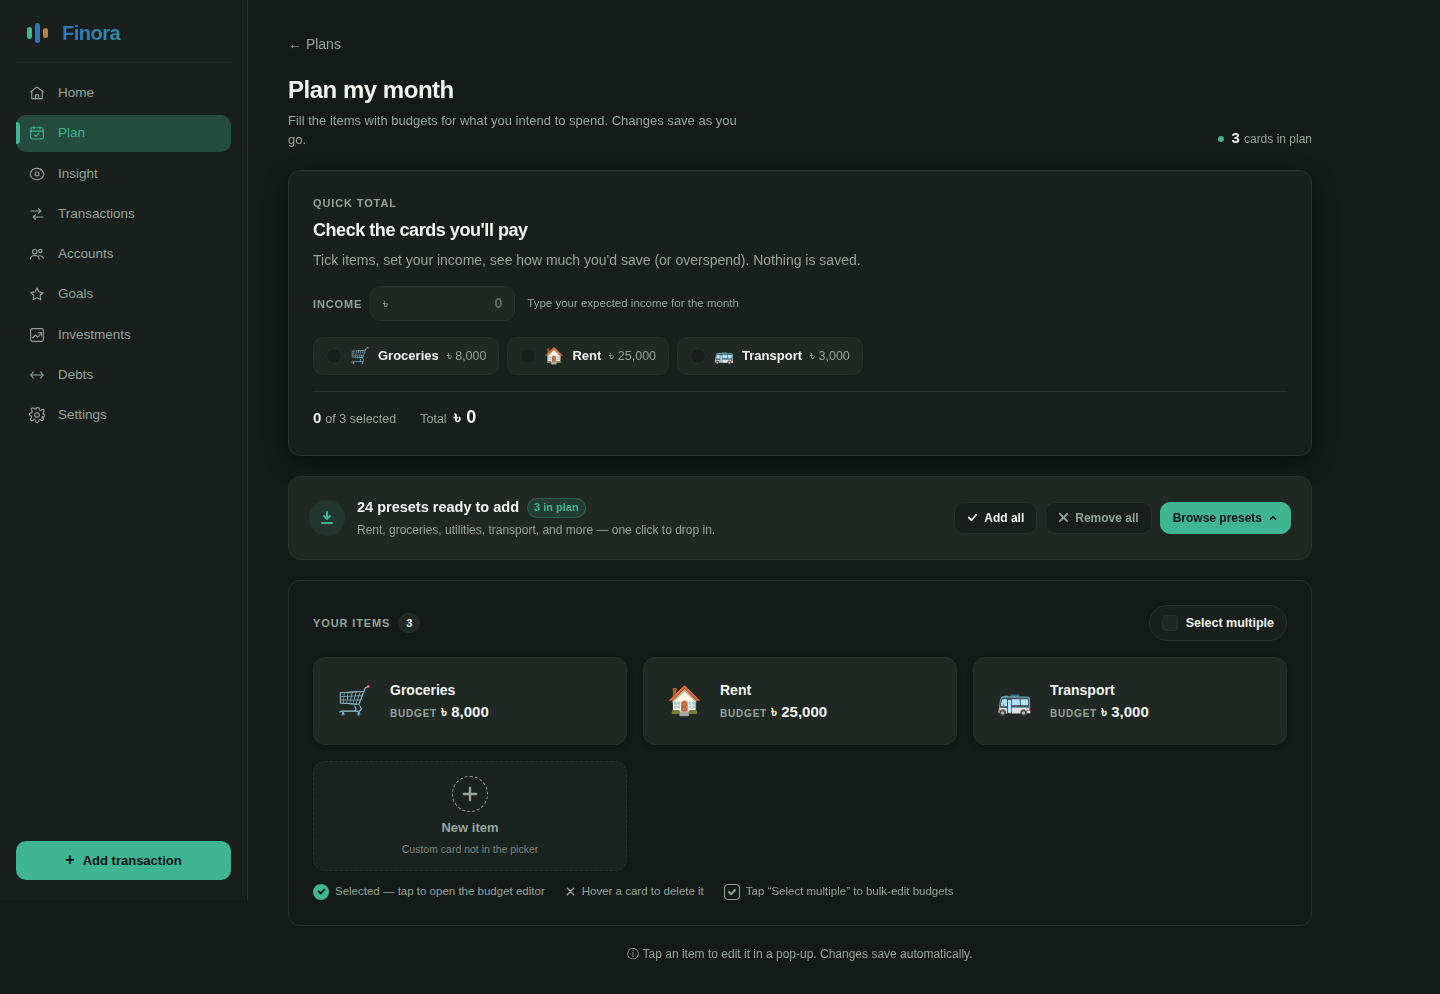 Finora
Home
Plan
Insight
Transactions
Accounts
Goals
Investments
Debts
Settings
+ Add transaction
← Plans
Plan my month
Fill the items with budgets for what you intend to spend. Changes save as you
go.
3 cards in plan
QUICK TOTAL
Check the cards you'll pay
Tick items, set your income, see how much you'd save (or overspend). Nothing is saved.
INCOME ৳ 0 Type your expected income for the month
Groceries ৳ 8,000 Rent ৳ 25,000 Transport ৳ 3,000
0 of 3 selected Total ৳ 0
24 presets ready to add 3 in plan
Rent, groceries, utilities, transport, and more — one click to drop in.
Add all Remove all Browse presets
YOUR ITEMS 3
Select multiple
Groceries
BUDGET ৳ 8,000
Rent
BUDGET ৳ 25,000
Transport
BUDGET ৳ 3,000
New item
Custom card not in the picker
Selected — tap to open the budget editor Hover a card to delete it Tap “Select multiple” to bulk-edit budgets
ⓘ Tap an item to edit it in a pop-up. Changes save automatically.